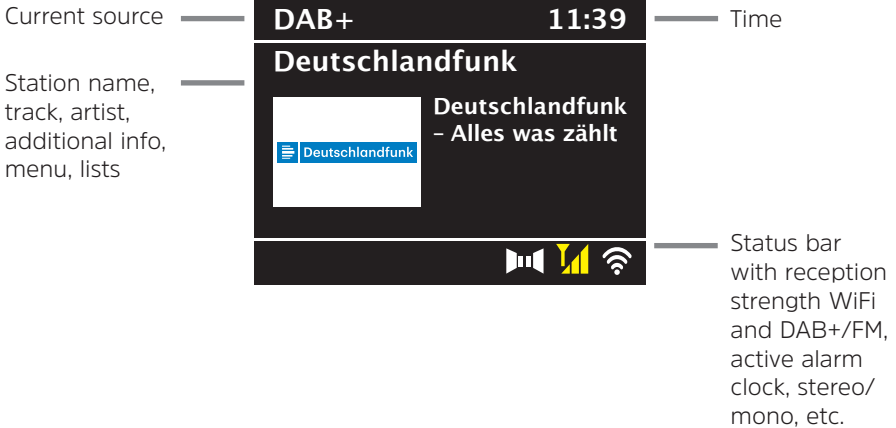 Current source
DAB+ 11:39
Time
Station name,
track, artist,
additional info,
menu, lists
Deutschlandfunk
Deutschlandfunk
Deutschlandfunk
– Alles was zählt
Status bar
with reception
strength WiFi
and DAB+/FM,
active alarm
clock, stereo/
mono, etc.